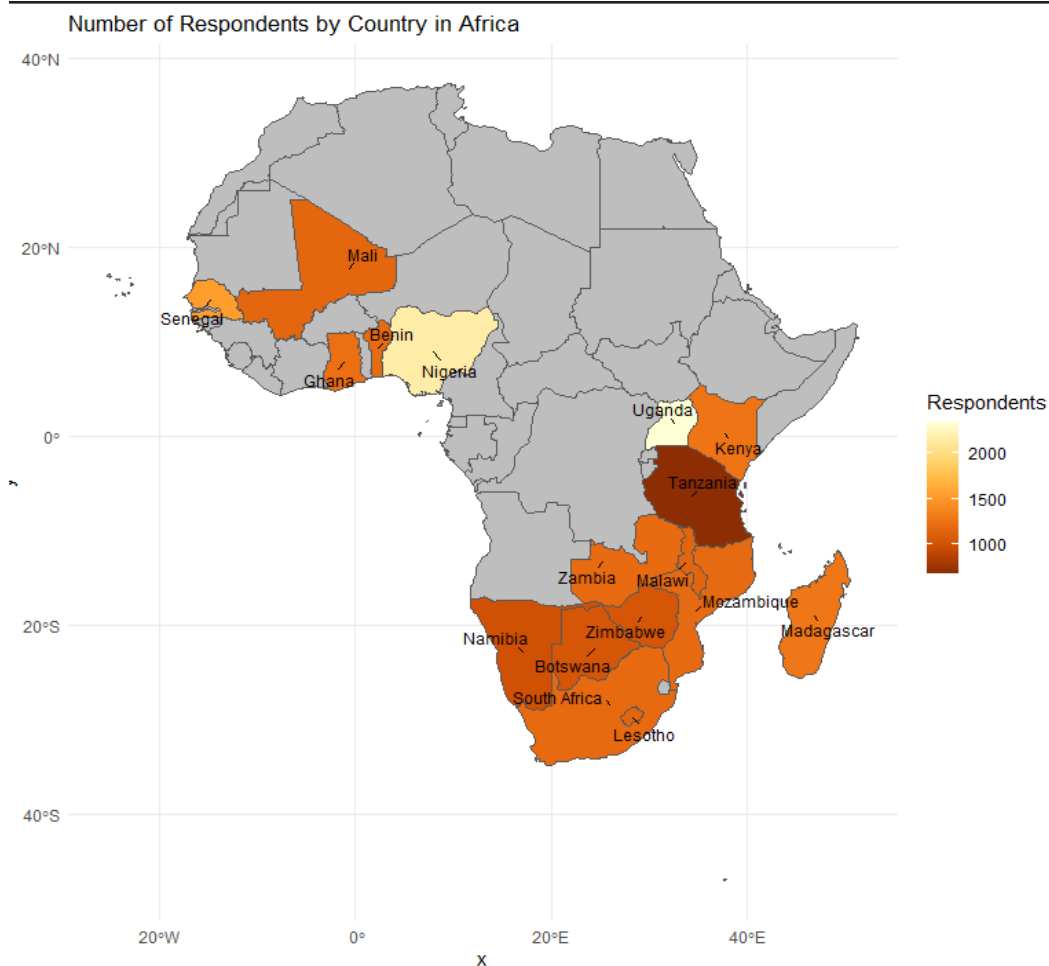 Number of Respondents by Country in Africa
40°N
20°N
0°
20°S
40°S
y
Mali
Senegal
Benin
Ghana
Nigeria
Uganda
Kenya
Tanzania
Zambia
Malawi
Mozambique
Namibia
Zimbabwe
Madagascar
Botswana
South Africa
Lesotho
Respondents
2000
1500
1000
20°W
0°
20°E
40°E
x